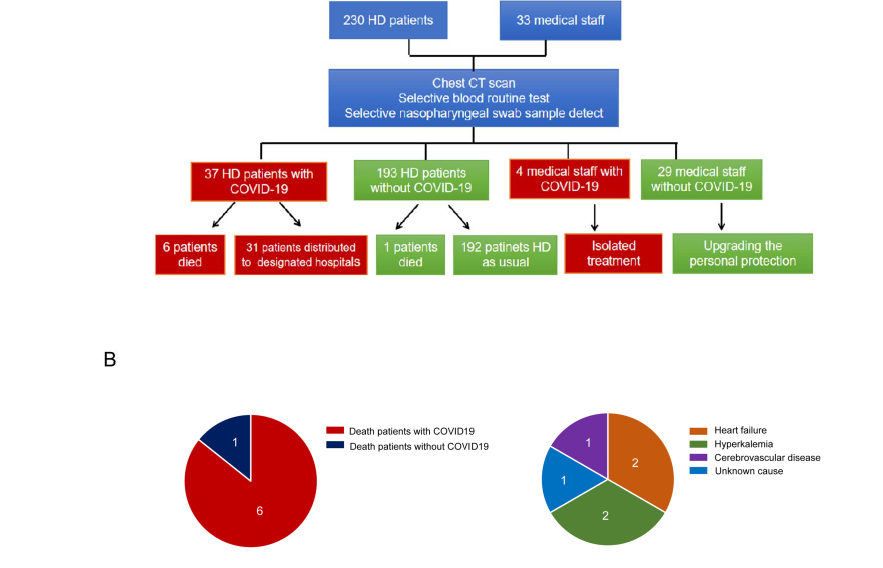 230 HD patients
33 medical staff
Chest CT scan
Selective blood routine test
Selective nasopharyngeal swab sample detect
37 HD patients with
COVID-19
193 HD patients
without COVID-19
4 medical staff with
COVID-19
29 medical staff
without COVID-19
6 patients
died
31 patients distributed
to designated hospitals
1 patients
died
192 patinets HD
as usual
Isolated
treatment
Upgrading the
personal protection
B
1
6
Death patients with COVID19
Death patients without COVID19
1
2
1
2
Heart failure
Hyperkalemia
Cerebrovascular disease
Unknown cause